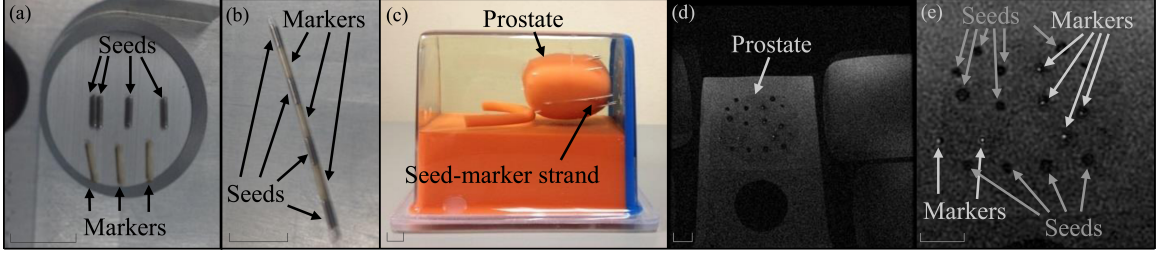 (a)
Seeds
Markers
(b)
Markers
Seeds
(c)
Prostate
Seed-marker strand
(d)
Prostate
(e)
Seeds
Markers
Markers
Seeds